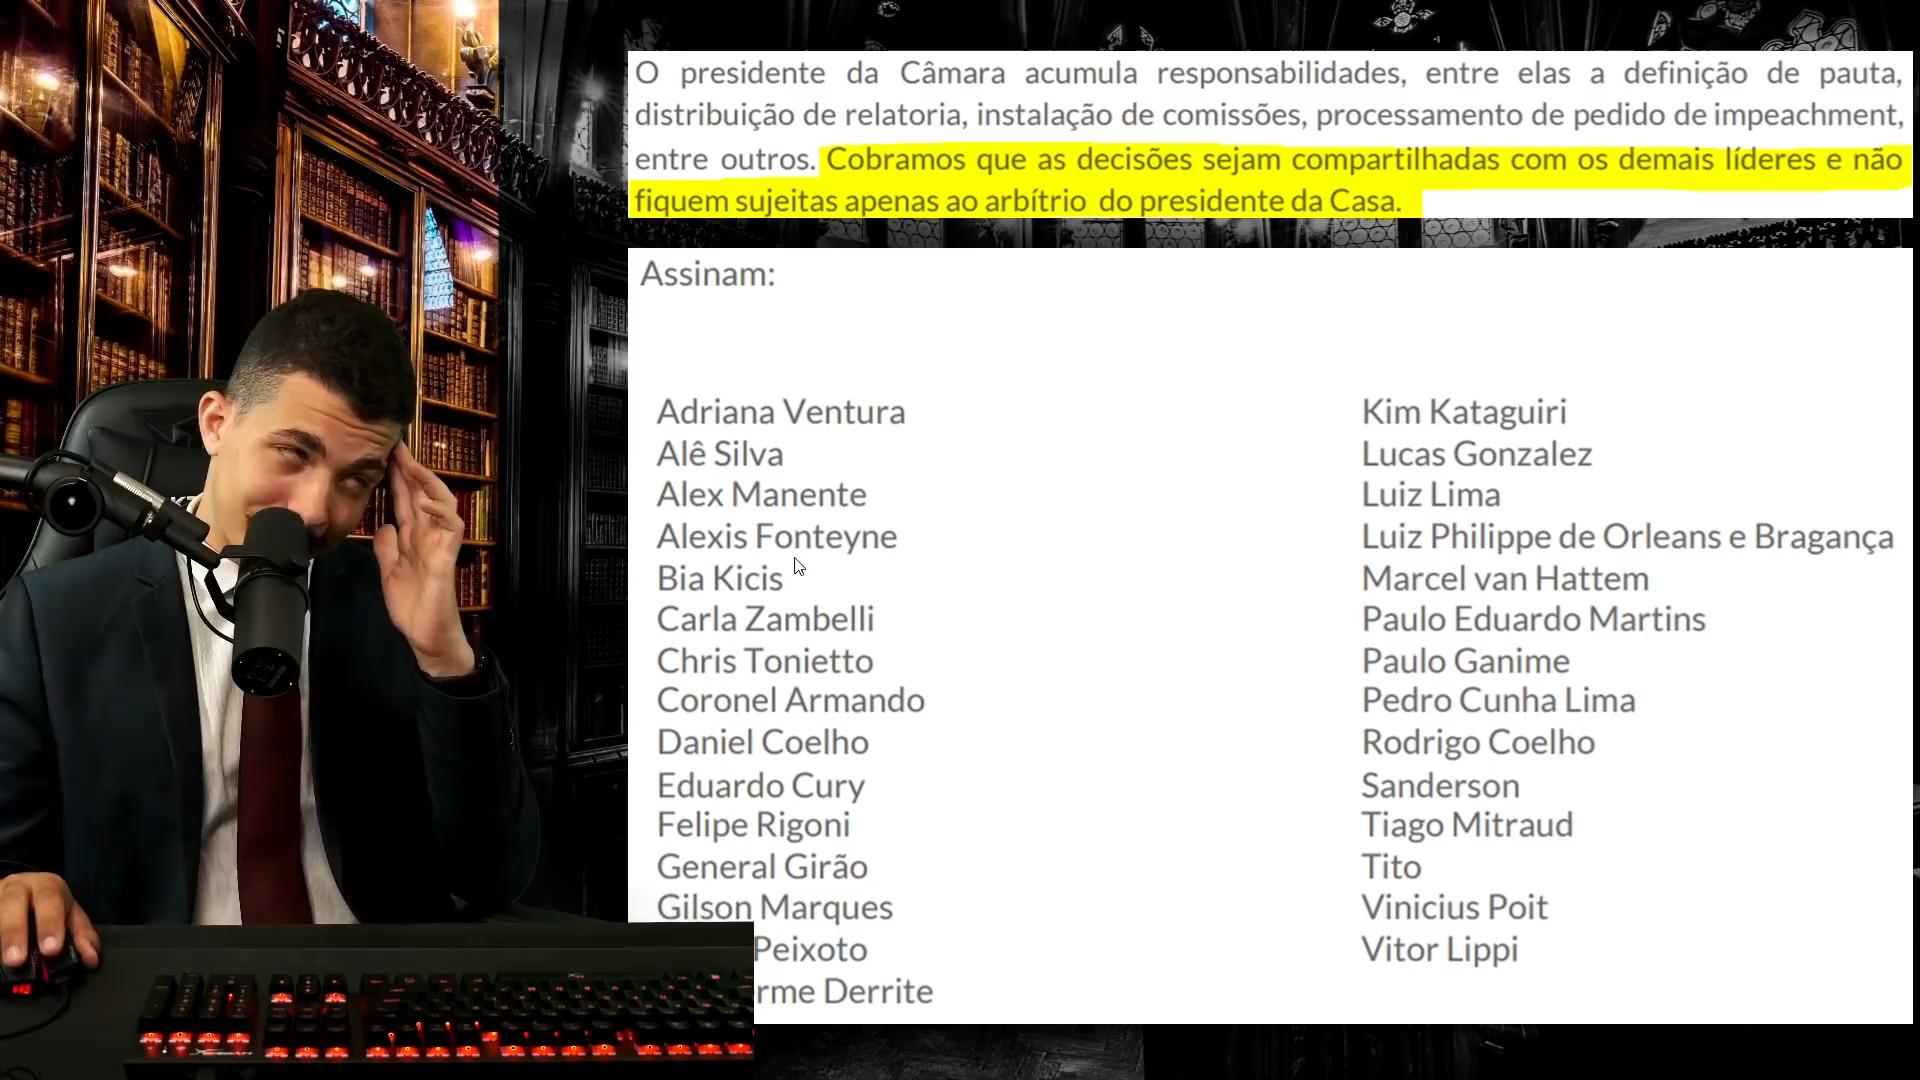 O presidente da Câmara acumula responsabilidades, entre elas a definição de pauta,
distribuição de relatoria, instalação de comissões, processamento de pedido de impeachment,
entre outros. Cobramos que as decisões sejam compartilhadas com os demais líderes e não
fiquem sujeitas apenas ao arbítrio do presidente da Casa.
Assinam:
Adriana Ventura
Alê Silva
Alex Manente
Alexis Fonteyne
Bia Kicis
Carla Zambelli
Chris Tonietto
Coronel Armando
Daniel Coelho
Eduardo Cury
Felipe Rigoni
General Girão
Gilson Marques
Peixoto
rme Derrite
Kim Kataguiri
Lucas Gonzalez
Luiz Lima
Luiz Philippe de Orleans e Bragança
Marcel van Hattem
Paulo Eduardo Martins
Paulo Ganime
Pedro Cunha Lima
Rodrigo Coelho
Sanderson
Tiago Mitraud
Tito
Vinicius Poit
Vitor Lippi